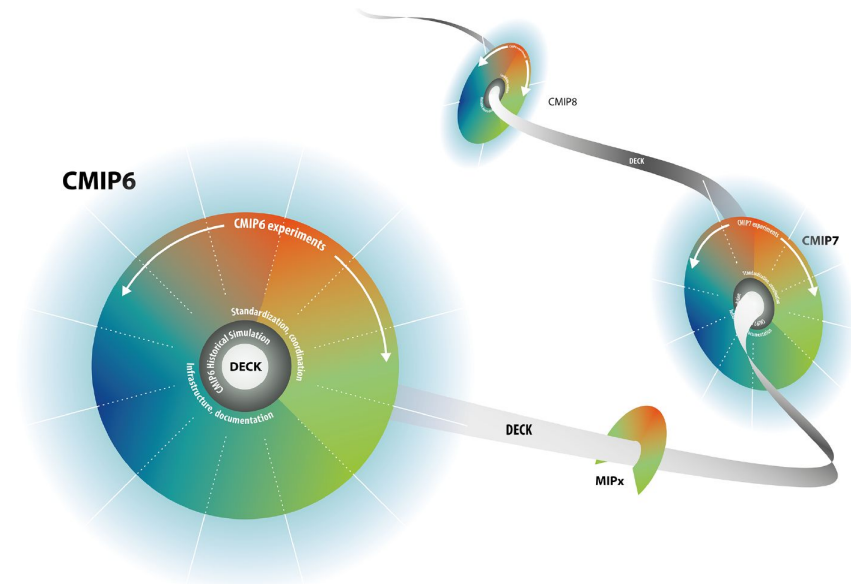 CMIP6
CMIP6 experiments
Standardization, coordination
CMIP6 Historical Simulation
DECK
Infrastructure, documentation
DECK
MIPx
CMIP7
CMIP7 experiments
DECK
CMIP8